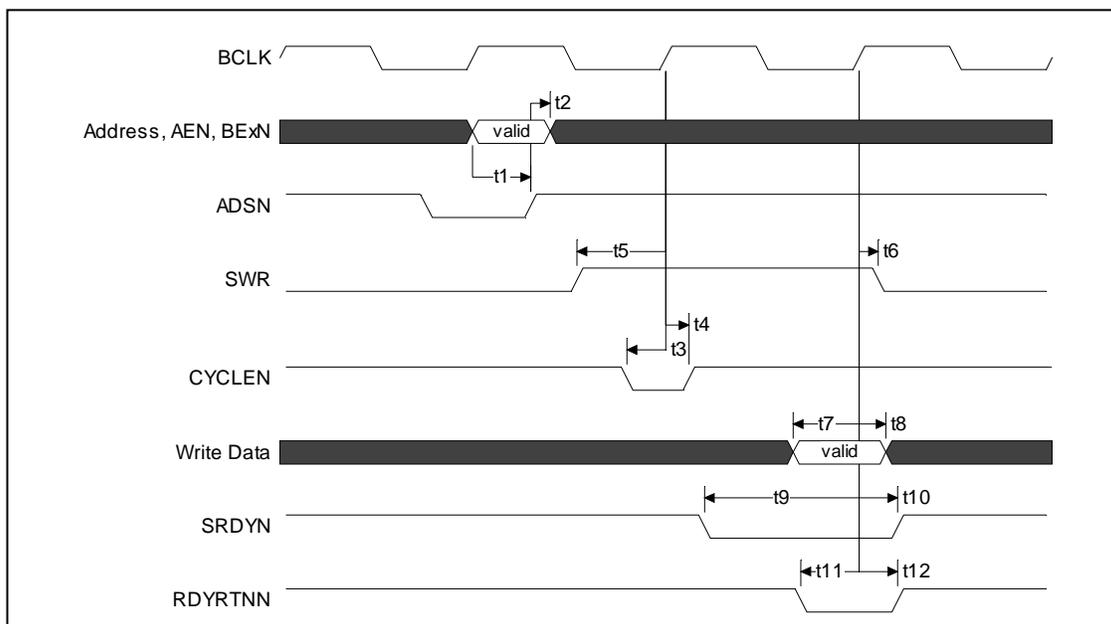 BCLK
t2
Address, AEN, BExN
valid
t1
ADSN
t5
t6
SWR
t4
t3
CYCLEN
t7
t8
Write Data
valid
t9
t10
SRDYN
t11
t12
RDYRTNN